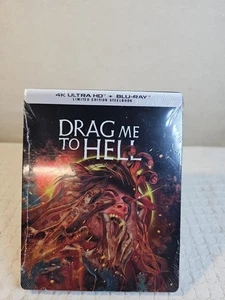 4K ULTRA HD + BLU-RAY
LIMITED EDITION STEELBOOK
DRAG ME
TO HELL